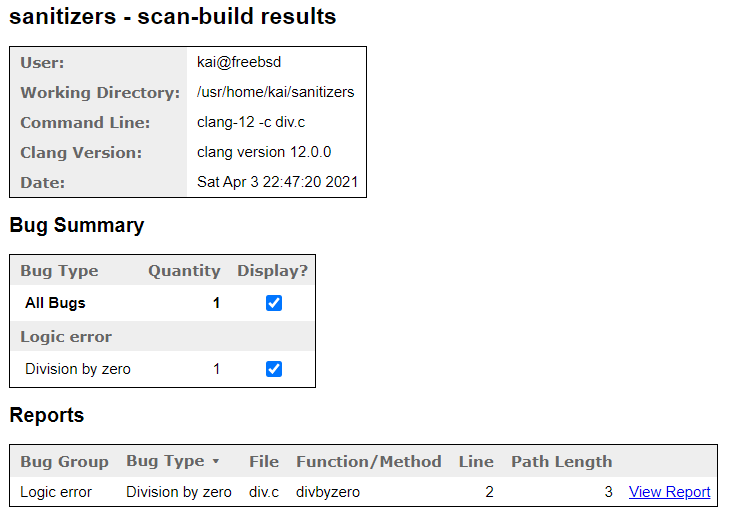 sanitizers - scan-build results
User: kai@freebsd
Working Directory: /usr/home/kai/sanitizers
Command Line: clang-12 -c div.c
Clang Version: clang version 12.0.0
Date: Sat Apr 3 22:47:20 2021
Bug Summary
Bug Type Quantity Display?
All Bugs 1
Logic error
Division by zero 1
Reports
Bug Group Bug Type ▾ File Function/Method Line Path Length
Logic error Division by zero div.c divbyzero 2 3 View Report